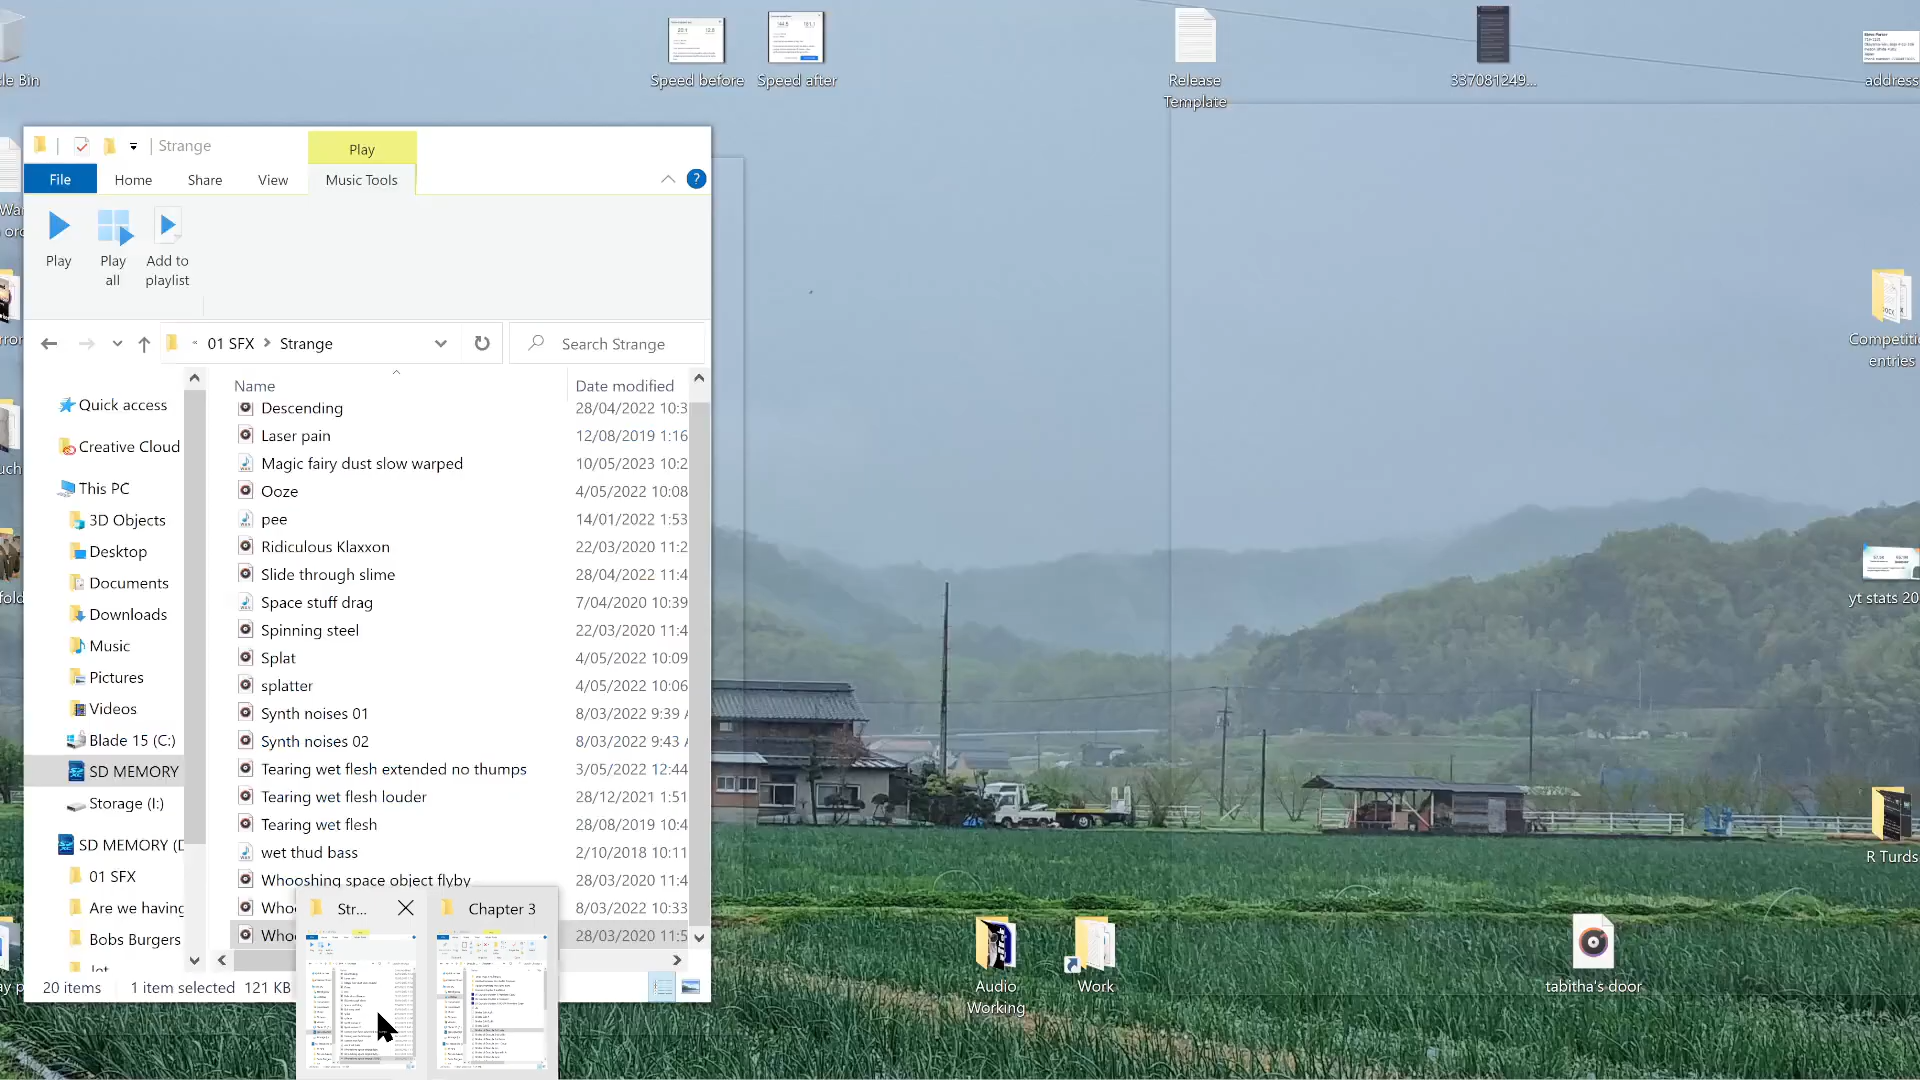 Speed before
Speed after
Release
Template
337081249...
address
le Bin
Strange
Play
File
Home
Share
View
Music Tools
Play
Play
all
Add to
playlist
01 SFX
Strange
Search Strange
Name
Date modified
Quick access
Creative Cloud
This PC
3D Objects
Desktop
Documents
Downloads
Music
Pictures
Videos
Blade 15 (C:)
SD MEMORY
Storage (I:)
SD MEMORY (D
01 SFX
Are we having
Bobs Burgers
Descending 28/04/2022 10:3
Laser pain 12/08/2019 1:16
Magic fairy dust slow warped 10/05/2023 10:2
Ooze 4/05/2022 10:08
pee 14/01/2022 1:53
Ridiculous Klaxxon 22/03/2020 11:2
Slide through slime 28/04/2022 11:4
Space stuff drag 7/04/2020 10:39
Spinning steel 22/03/2020 11:4
Splat 4/05/2022 10:09
splatter 4/05/2022 10:06
Synth noises 01 8/03/2022 9:39
Synth noises 02 8/03/2022 9:43
Tearing wet flesh extended no thumps 3/05/2022 12:44
Tearing wet flesh louder 28/12/2021 1:51
Tearing wet flesh 28/08/2019 10:4
wet thud bass 2/10/2018 10:11
Whooshing space object flyby 28/03/2020 11:4
Who 8/03/2022 10:33
Who 28/03/2020 11:5
20 items
1 item selected
121 KB
Str...
Chapter 3
Competiti
entries
yt stats 20
R Turds
Audio
Working
Work
tabitha's door